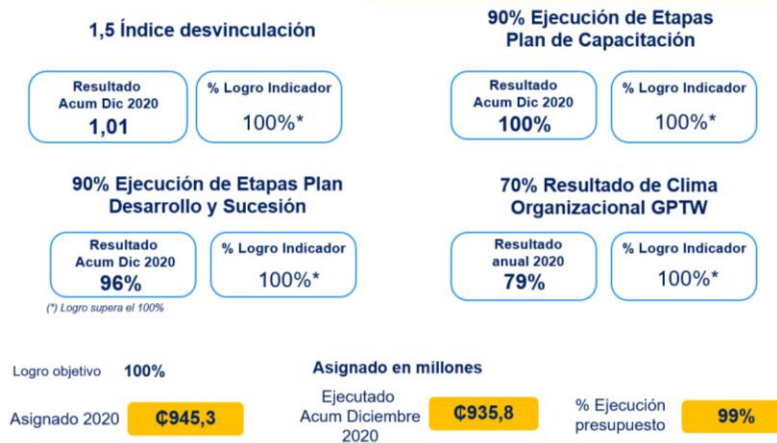 1,5 Índice desvinculación
Resultado
Acum Dic 2020
1,01
% Logro Indicador
100%*
90% Ejecución de Etapas
Plan de Capacitación
Resultado
Acum Dic 2020
100%
% Logro Indicador
100%*
90% Ejecución de Etapas Plan
Desarrollo y Sucesión
Resultado
Acum Dic 2020
96%
% Logro Indicador
100%*
(*) Logro supera el 100%
70% Resultado de Clima
Organizacional GPTW
Resultado
anual 2020
79%
% Logro Indicador
100%*
Logro objetivo 100%
Asignado en millones
Asignado 2020 ₡945,3
Ejecutado
Acum Diciembre
2020
₡935,8
% Ejecución
presupuesto
99%